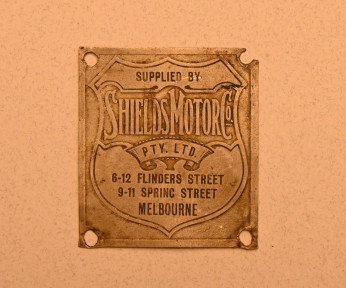 SUPPLIED BY
SHIELDS MOTOR CO.
PTY. LTD.
6-12 FLINDERS STREET
9-11 SPRING STREET
MELBOURNE